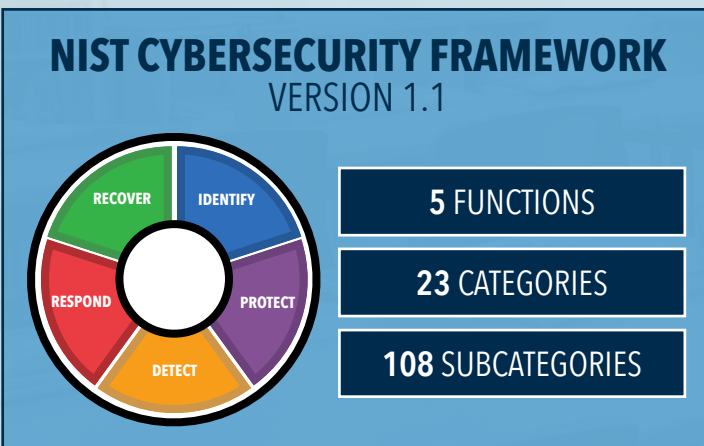 NIST CYBERSECURITY FRAMEWORK
VERSION 1.1
RECOVER
IDENTIFY
RESPOND
PROTECT
DETECT
5 FUNCTIONS
23 CATEGORIES
108 SUBCATEGORIES